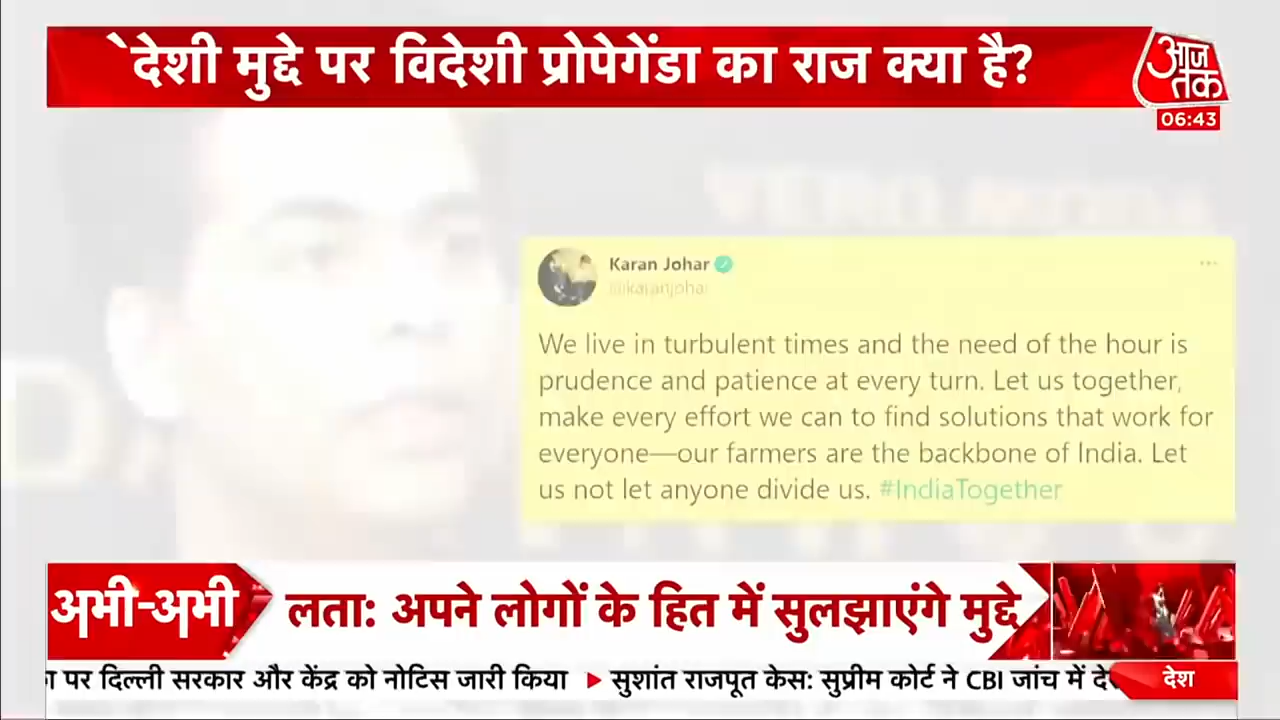 `देशी मुद्दे पर विदेशी प्रोपेगेंडा का राज क्या है?
आज तक
06:43
Karan Johar
@karanjohar
We live in turbulent times and the need of the hour is
prudence and patience at every turn. Let us together,
make every effort we can to find solutions that work for
everyone—our farmers are the backbone of India. Let
us not let anyone divide us. #IndiaTogether
अभी-अभी
लता: अपने लोगों के हित में सुलझाएंगे मुद्दे
पर दिल्ली सरकार और केंद्र को नोटिस जारी किया ▶ सुशांत राजपूत केस: सुप्रीम कोर्ट ने CBI जांच में
देश